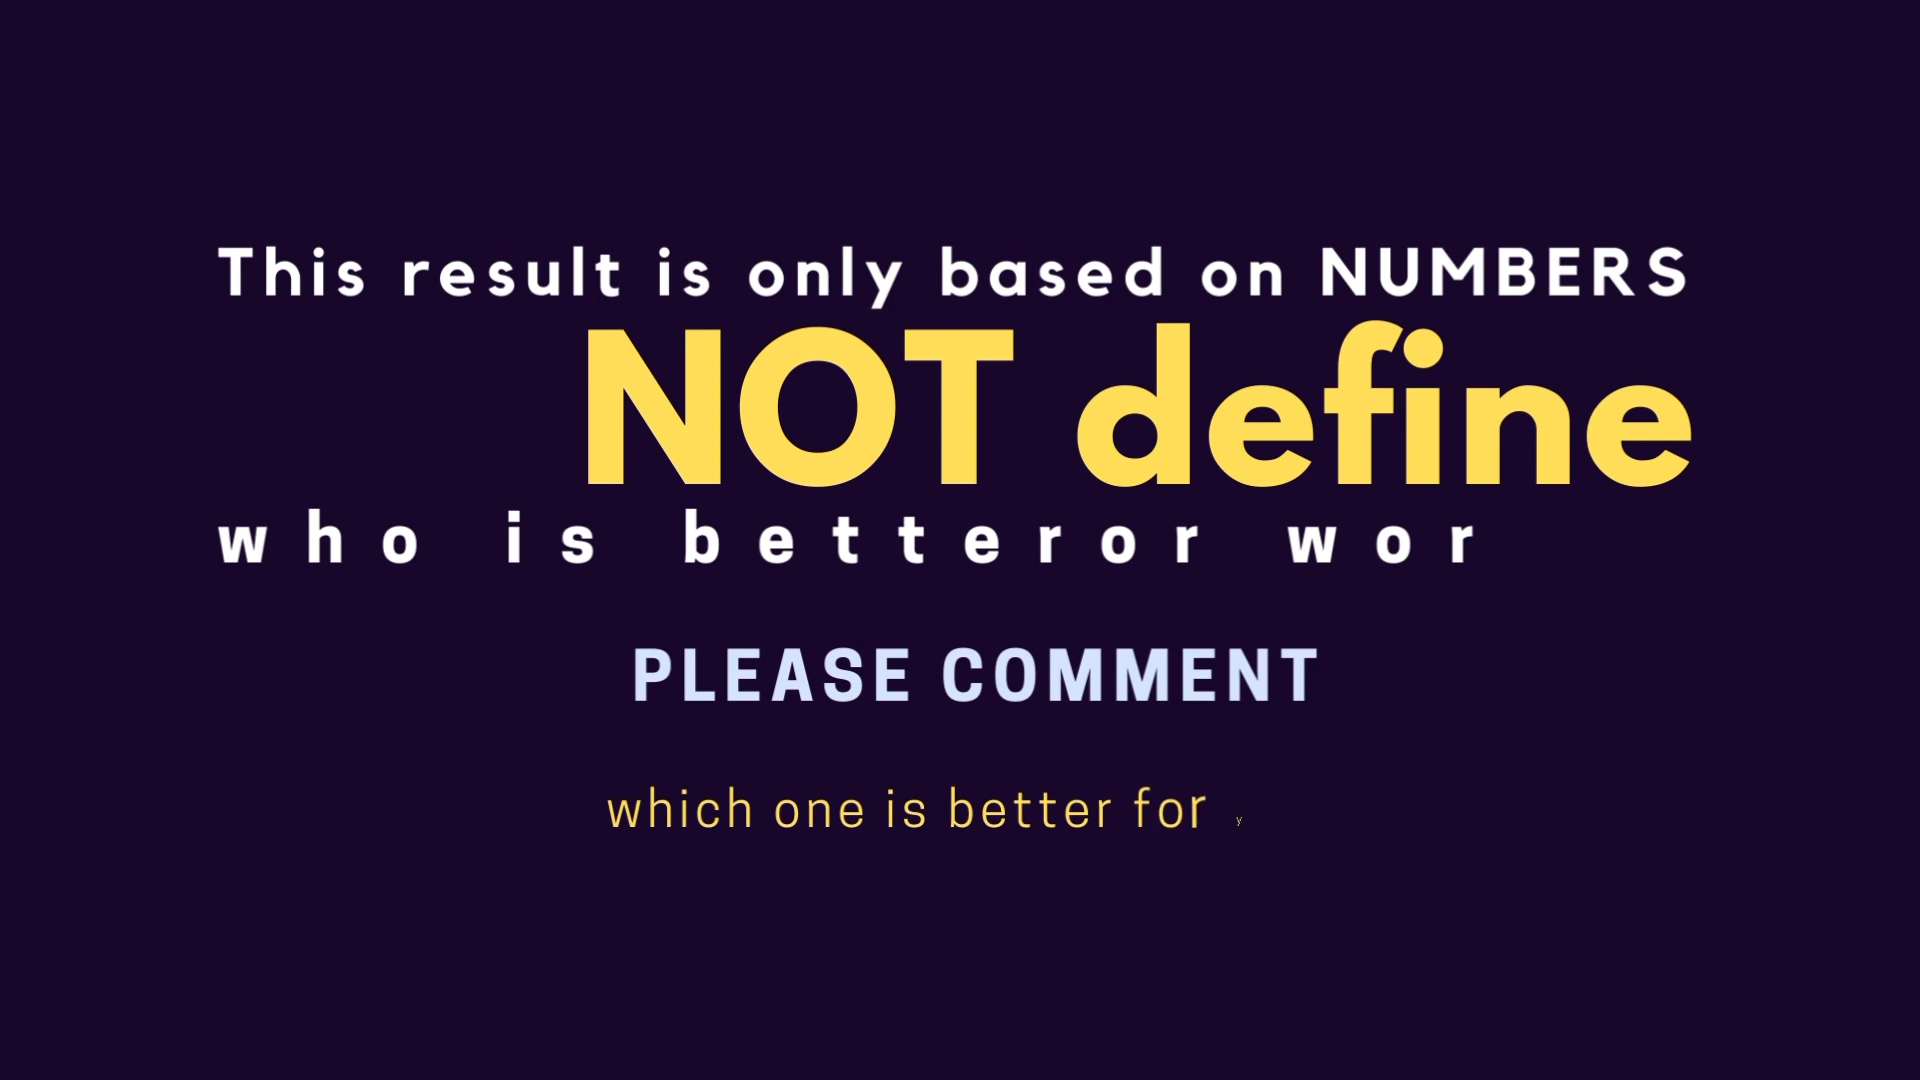 This result is only based on NUMBERS
NOT define
who is betteror wor
PLEASE COMMENT
which one is better for y